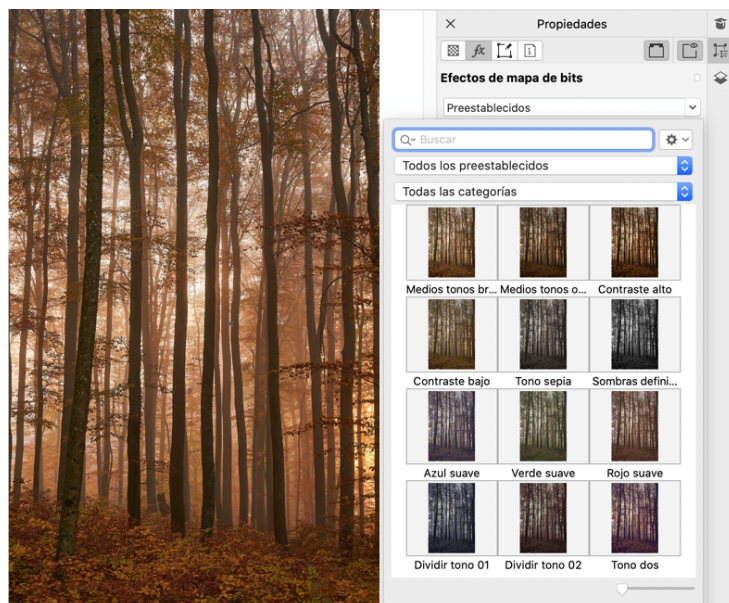 Propiedades
fx
Efectos de mapa de bits
Preestablecidos
Buscar
Todos los preestablecidos
Todas las categorías
Medios tonos br... Medios tonos o... Contraste alto
Contraste bajo Tono sepia Sombras defini...
Azul suave Verde suave Rojo suave
Dividir tono 01 Dividir tono 02 Tono dos